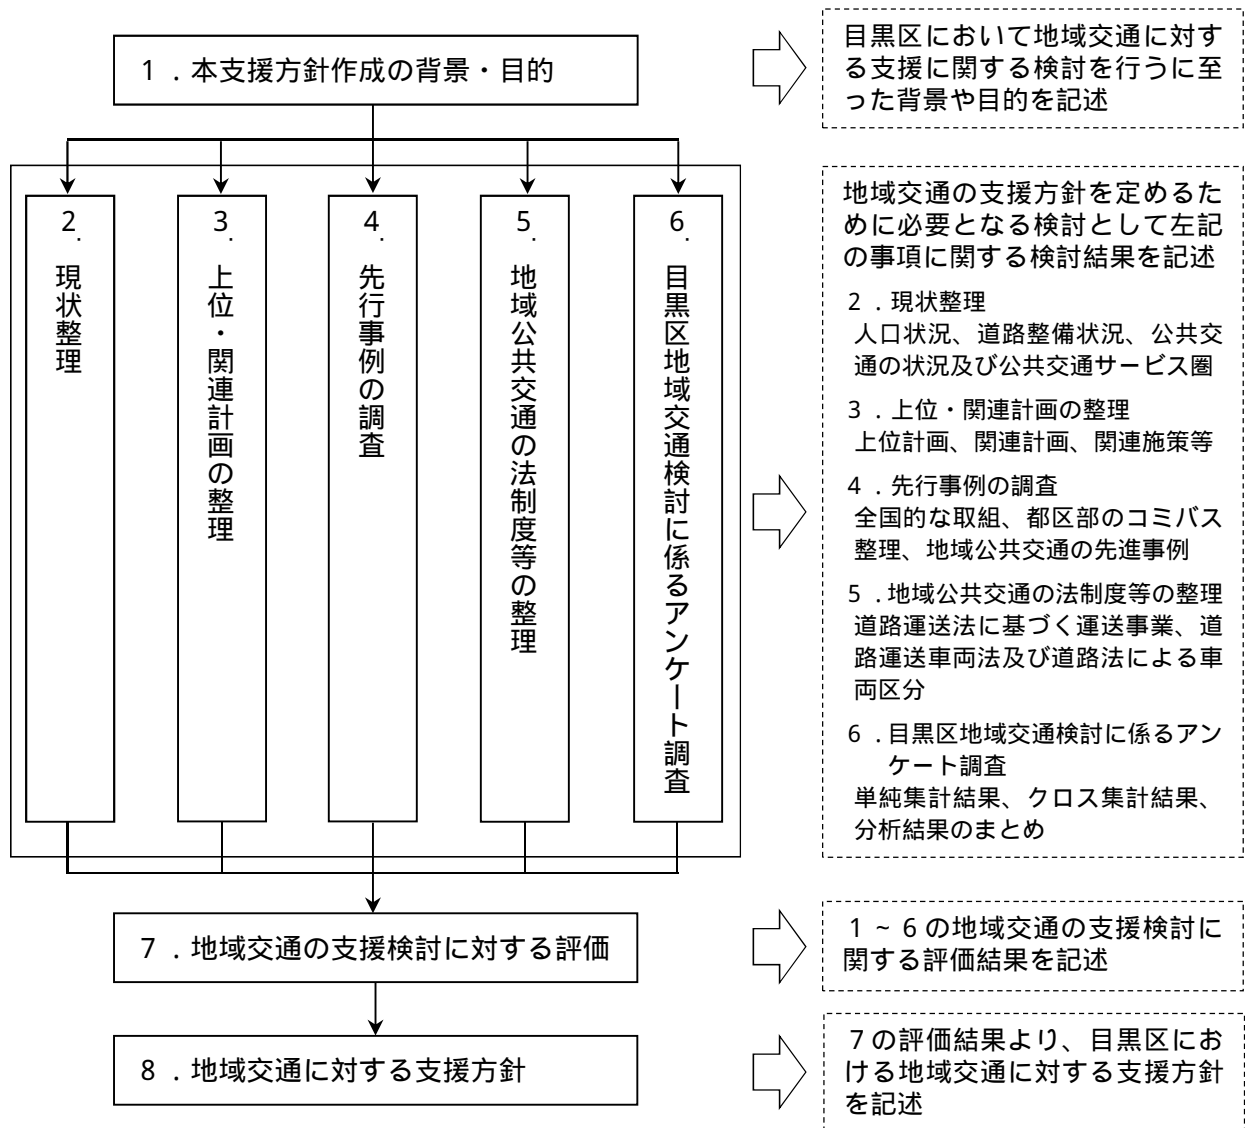 １．本支援方針作成の背景・目的
目黒区において地域交通に対す
る支援に関する検討を行うに至
った背景や目的を記述
２．現状整理
３．上位・関連計画の整理
４．先行事例の調査
５．地域公共交通の法制度等の整理
６．目黒区地域交通検討に係るアンケート調査
地域交通の支援方針を定めるた
めに必要となる検討として左記
の事項に関する検討結果を記述
２．現状整理
人口状況、道路整備状況、公共交
通の状況及び公共交通サービス圏
３．上位・関連計画の整理
上位計画、関連計画、関連施策等
４．先行事例の調査
全国的な取組、都区部のコミバス
整理、地域公共交通の先進事例
５．地域公共交通の法制度等の整理
道路運送法に基づく運送事業、道
路運送車両法及び道路法による車
両区分
６．目黒区地域交通検討に係るアン
ケート調査
単純集計結果、クロス集計結果、
分析結果のまとめ
７．地域交通の支援検討に対する評価
１～６の地域交通の支援検討に
関する評価結果を記述
８．地域交通に対する支援方針
７の評価結果より、目黒区にお
ける地域交通に対する支援方針
を記述